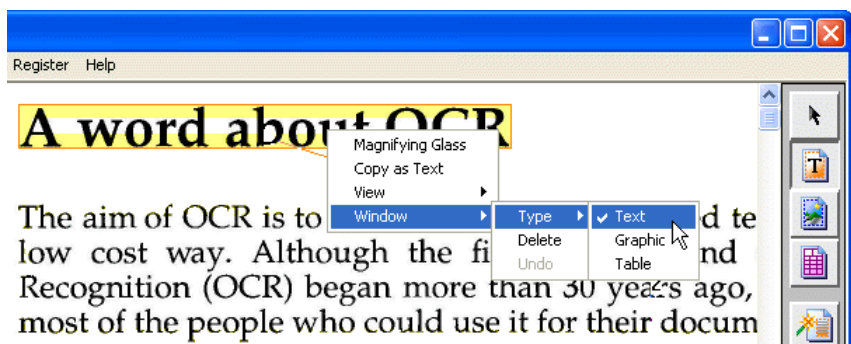 Register Help
A word about OCR
Magnifying Glass
Copy as Text
View
Window
Type
Delete
Undo
Text
Graphic
Table
The aim of OCR is to d te
low cost way. Although the fi nd
Recognition (OCR) began more than 30 years ago,
most of the people who could use it for their docum
T